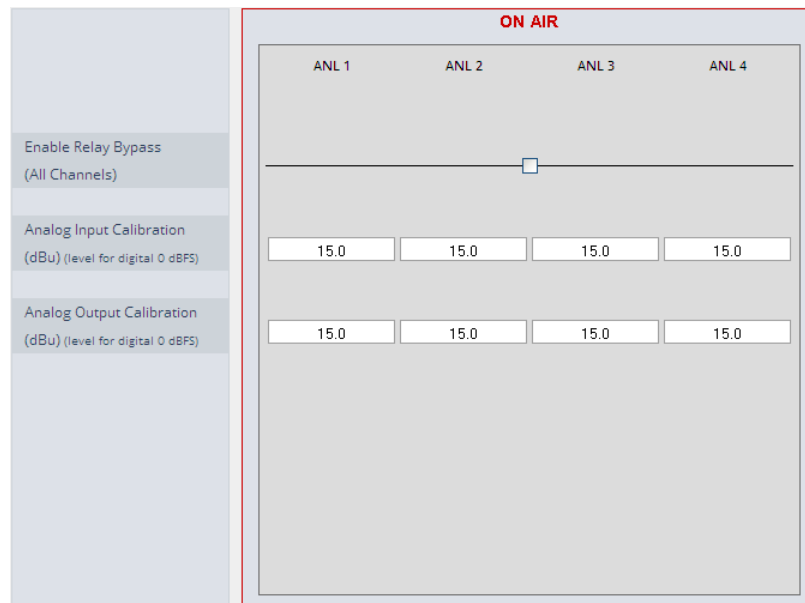 ON AIR
ANL 1 ANL 2 ANL 3 ANL 4
Enable Relay Bypass
(All Channels)
Analog Input Calibration
(dBu) (level for digital 0 dBFS)
15.0 15.0 15.0 15.0
Analog Output Calibration
(dBu) (level for digital 0 dBFS)
15.0 15.0 15.0 15.0